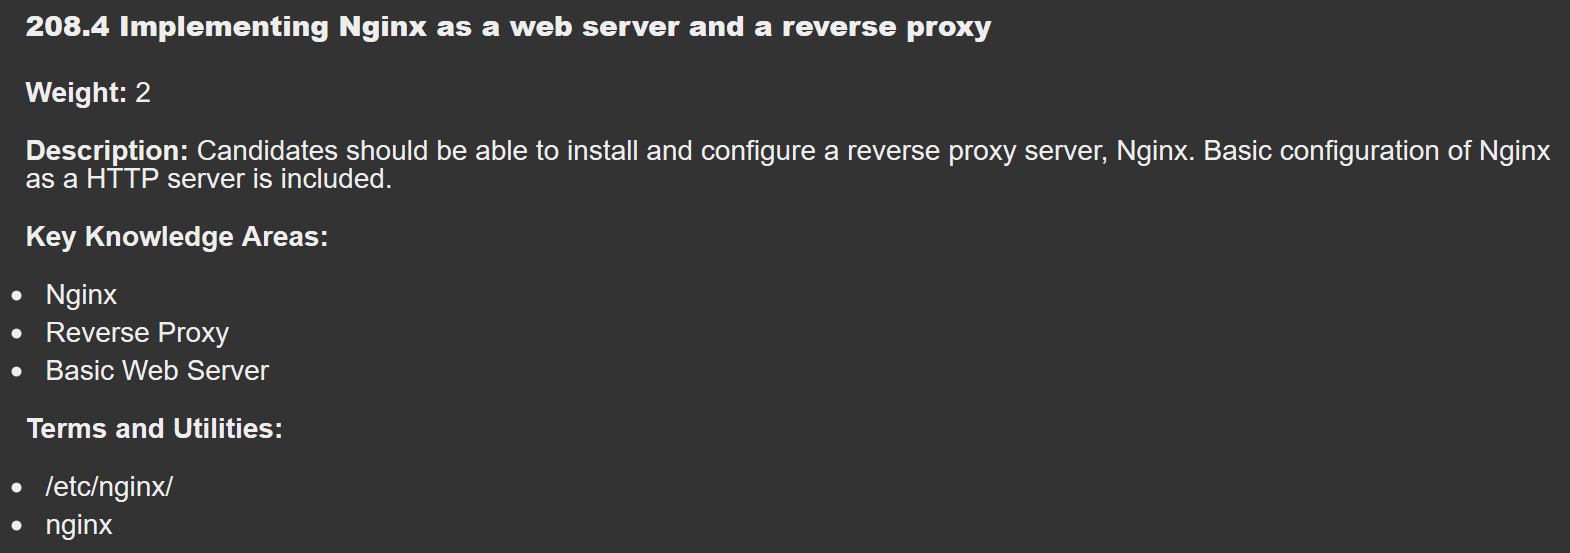 208.4 Implementing Nginx as a web server and a reverse proxy
Weight: 2
Description: Candidates should be able to install and configure a reverse proxy server, Nginx. Basic configuration of Nginx
as a HTTP server is included.
Key Knowledge Areas:
• Nginx
• Reverse Proxy
• Basic Web Server
Terms and Utilities:
• /etc/nginx/
• nginx